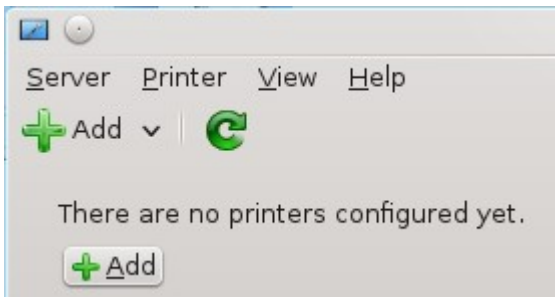 Server Printer View Help
Add
There are no printers configured yet.
Add